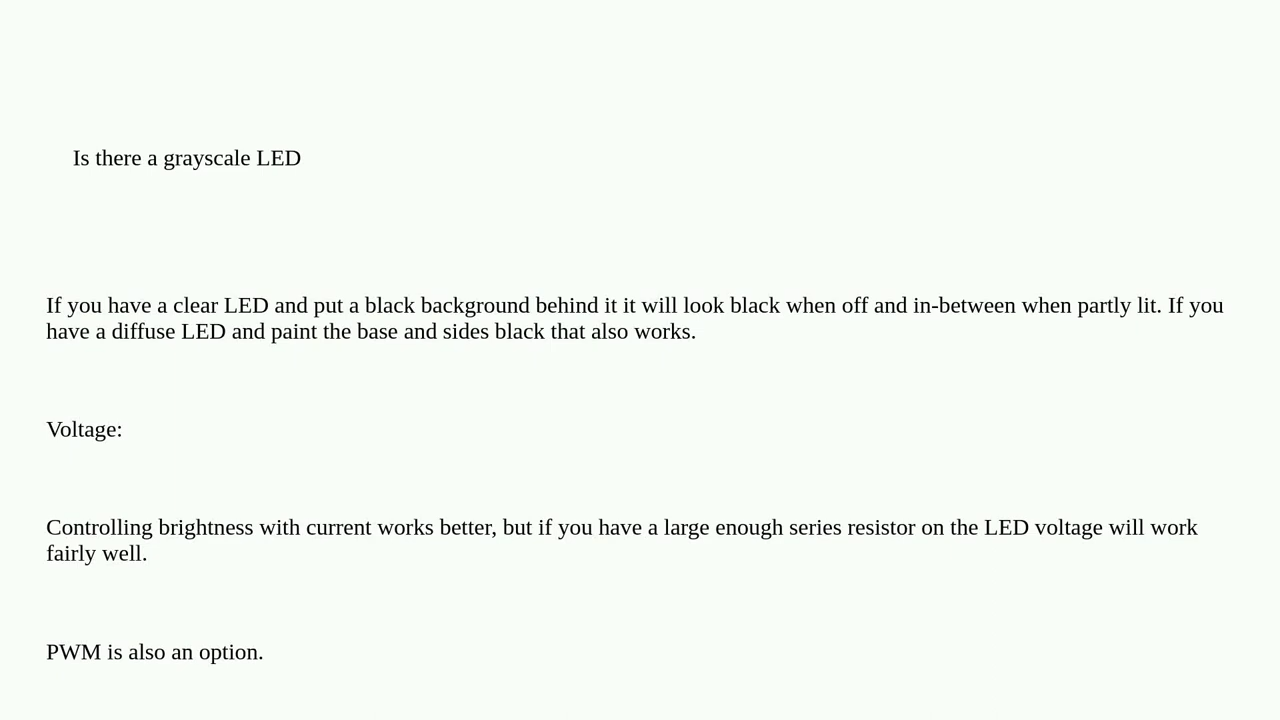 Is there a grayscale LED
If you have a clear LED and put a black background behind it it will look black when off and in-between when partly lit. If you
have a diffuse LED and paint the base and sides black that also works.
Voltage:
Controlling brightness with current works better, but if you have a large enough series resistor on the LED voltage will work
fairly well.
PWM is also an option.